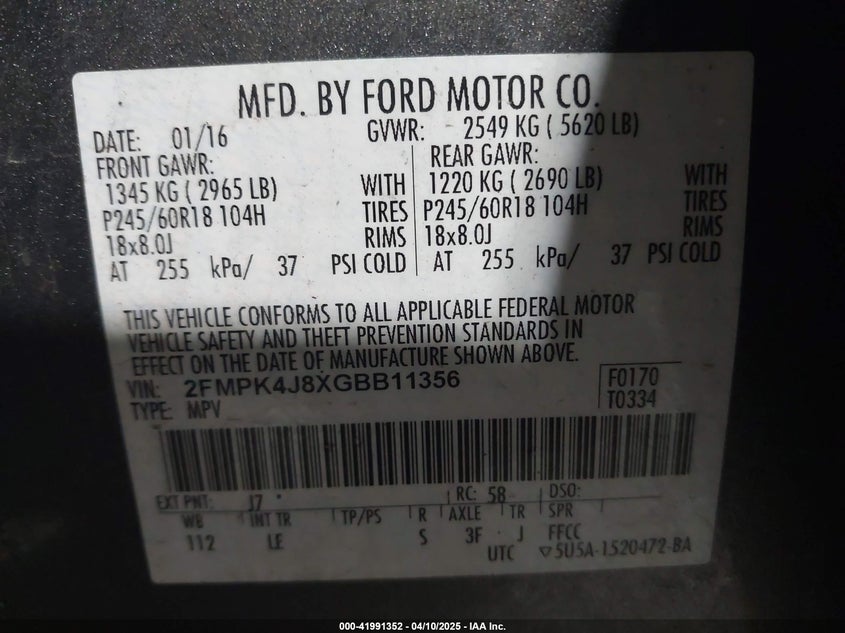 MFD. BY FORD MOTOR CO.
DATE: 01/16 GVWR: 2549 KG ( 5620 LB)
FRONT GAWR: REAR GAWR:
1345 KG ( 2965 LB) WITH 1220 KG ( 2690 LB) WITH
P245/60R18 104H TIRES P245/60R18 104H TIRES
18x8.0J RIMS 18x8.0J RIMS
AT 255 kPa/ 37 PSI COLD AT 255 kPa/ 37 PSI COLD
THIS VEHICLE CONFORMS TO ALL APPLICABLE FEDERAL MOTOR
VEHICLE SAFETY AND THEFT PREVENTION STANDARDS IN
EFFECT ON THE DATE OF MANUFACTURE SHOWN ABOVE.
VIN: 2FMPK4J8XGBB11356 F0170
TYPE: MPV T0334
EXT PNT: J7 RC: 58 DSO:
WB INT TR TP/PS R AXLE TR SPR
112 LE S 3F J FFCC
UTC ▽5U5A-1520472-BA
000-41991352 - 04/10/2025 - IAA Inc.